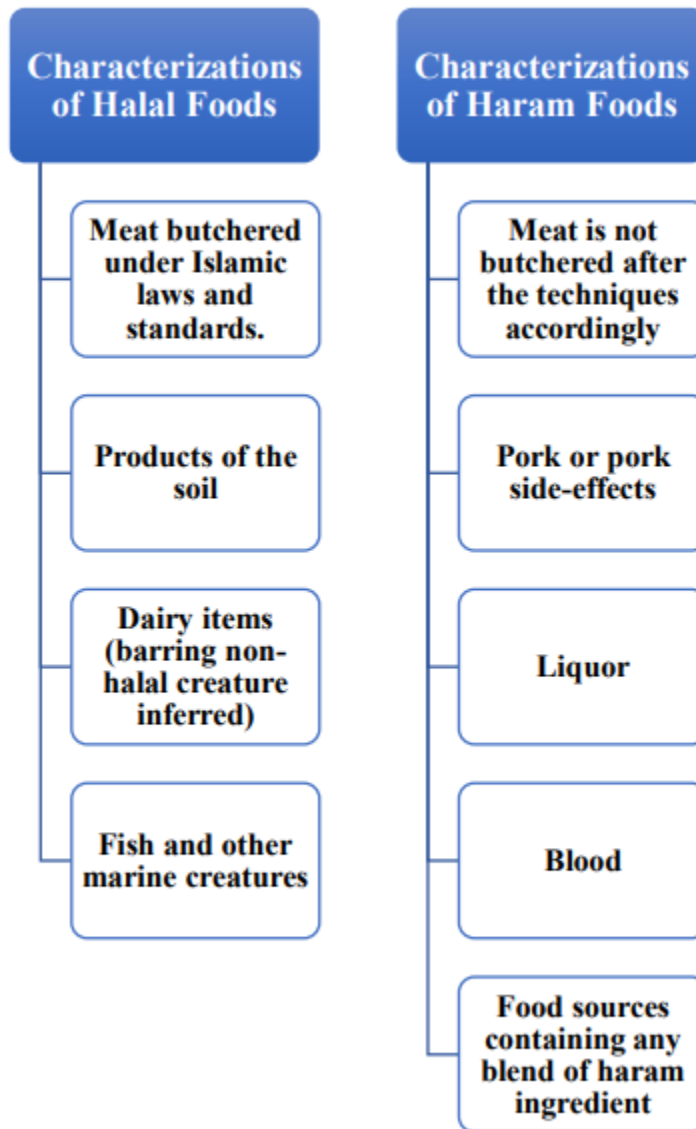 Characterizations
of Halal Foods
Meat butchered
under Islamic
laws and
standards.
Products of the
soil
Dairy items
(barring non-
halal creature
inferred)
Fish and other
marine creatures
Characterizations
of Haram Foods
Meat is not
butchered after
the techniques
accordingly
Pork or pork
side-effects
Liquor
Blood
Food sources
containing any
blend of haram
ingredient